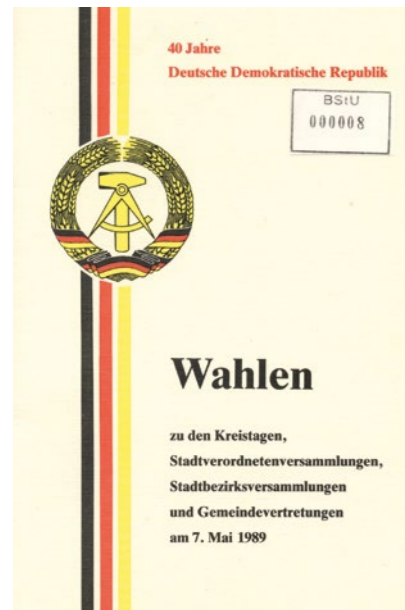 40 Jahre
Deutsche Demokratische Republik
BStU
000008
Wahlen
zu den Kreistagen,
Stadtverordnetenversammlungen,
Stadtbezirksversammlungen
und Gemeindevertretungen
am 7. Mai 1989